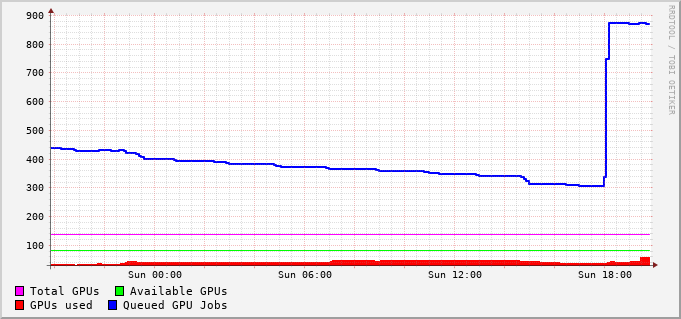 900
800
700
600
500
400
300
200
100
Sun 00:00 Sun 06:00 Sun 12:00 Sun 18:00
Total GPUs Available GPUs
GPUs used Queued GPU Jobs
RRDTOOL / TOBI OETIKER